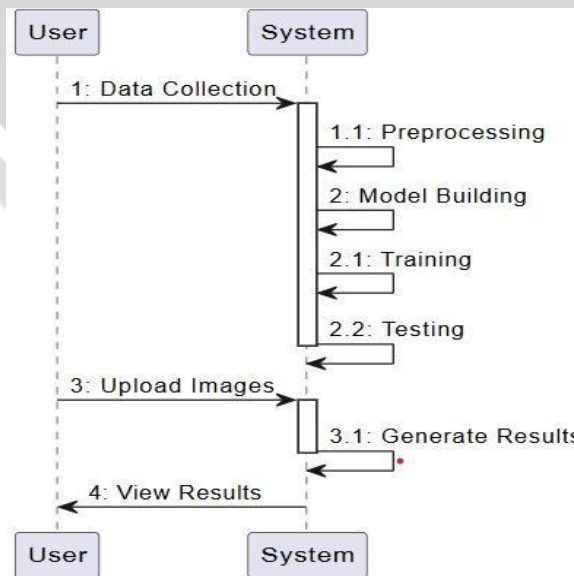 User System
1: Data Collection
1.1: Preprocessing
2: Model Building
2.1: Training
2.2: Testing
3: Upload Images
3.1: Generate Results
4: View Results
User System